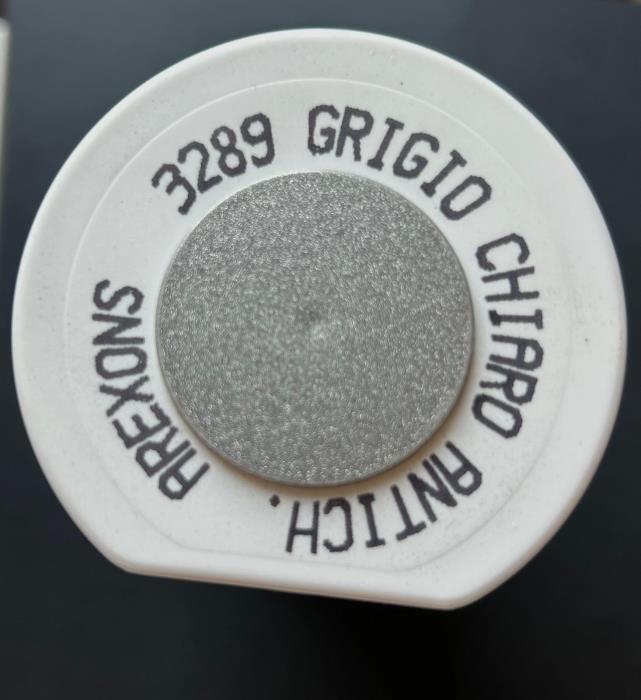 3289 GRIGIO CHIARO ANTICH.
AREXONS